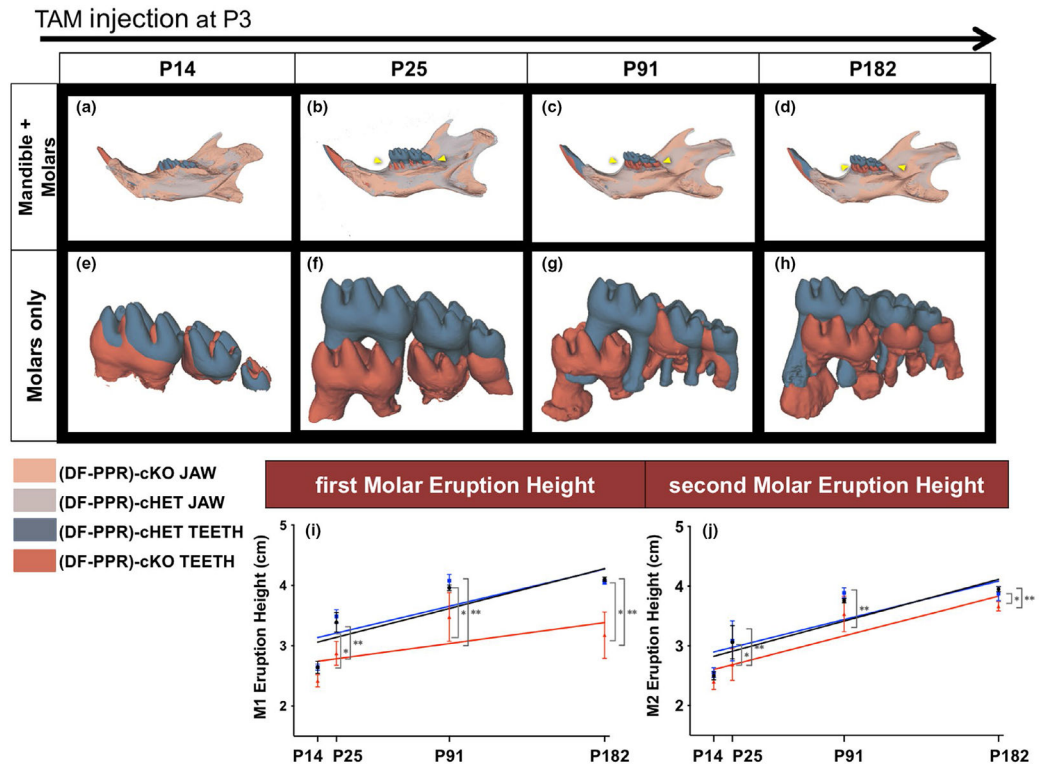 TAM injection at P3
P14 P25 P91 P182
Mandible +
Molars
(a) (b) (c) (d)
Molars only
(e) (f) (g) (h)
(DF-PPR)-cKO JAW
(DF-PPR)-cHET JAW
(DF-PPR)-cHET TEETH
(DF-PPR)-cKO TEETH
first Molar Eruption Height second Molar Eruption Height
(i)
M1 Eruption Height (cm)
5
4
3
2
P14 P25 P91 P182
* ** * ** * **
(j)
M2 Eruption Height (cm)
5
4
3
2
P14 P25 P91 P182
* ** ** * **